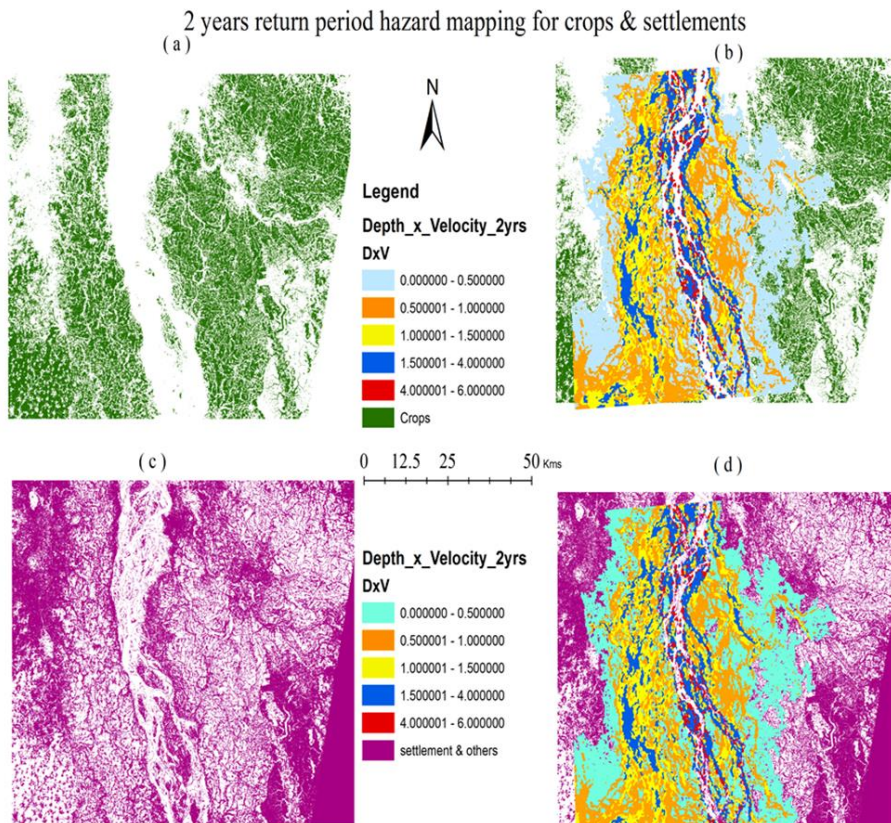 2 years return period hazard mapping for crops & settlements
( a )
( b )
N
Legend
Depth_x_Velocity_2yrs
DxV
0.000000 - 0.500000
0.500001 - 1.000000
1.000001 - 1.500000
1.500001 - 4.000000
4.000001 - 6.000000
Crops
( c )
( d )
0 12.5 25 50 Kms
Depth_x_Velocity_2yrs
DxV
0.000000 - 0.500000
0.500001 - 1.000000
1.000001 - 1.500000
1.500001 - 4.000000
4.000001 - 6.000000
settlement & others